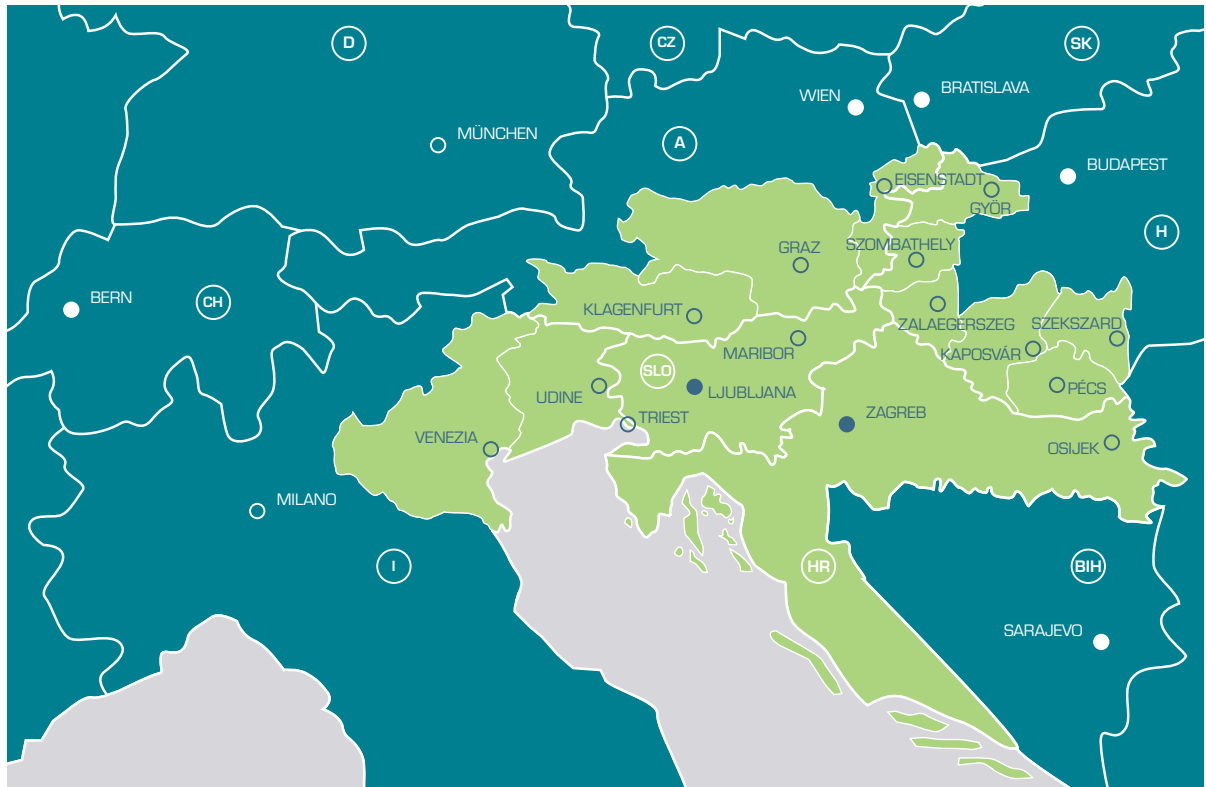 D
CZ
SK
BRATISLAVA
WIEN
MÜNCHEN
A
BUDAPEST
EISENSTADT
GYÖR
H
SZOMBATHELY
GRAZ
BERN
CH
KLAGENFURT
ZALAEGERSZEG
SZEKSZARD
MARIBOR
KAPOSVÁR
SLO
UDINE
LJUBLJANA
PÉCS
ZAGREB
TRIEST
VENEZIA
OSIJEK
MILANO
I
HR
BIH
SARAJEVO